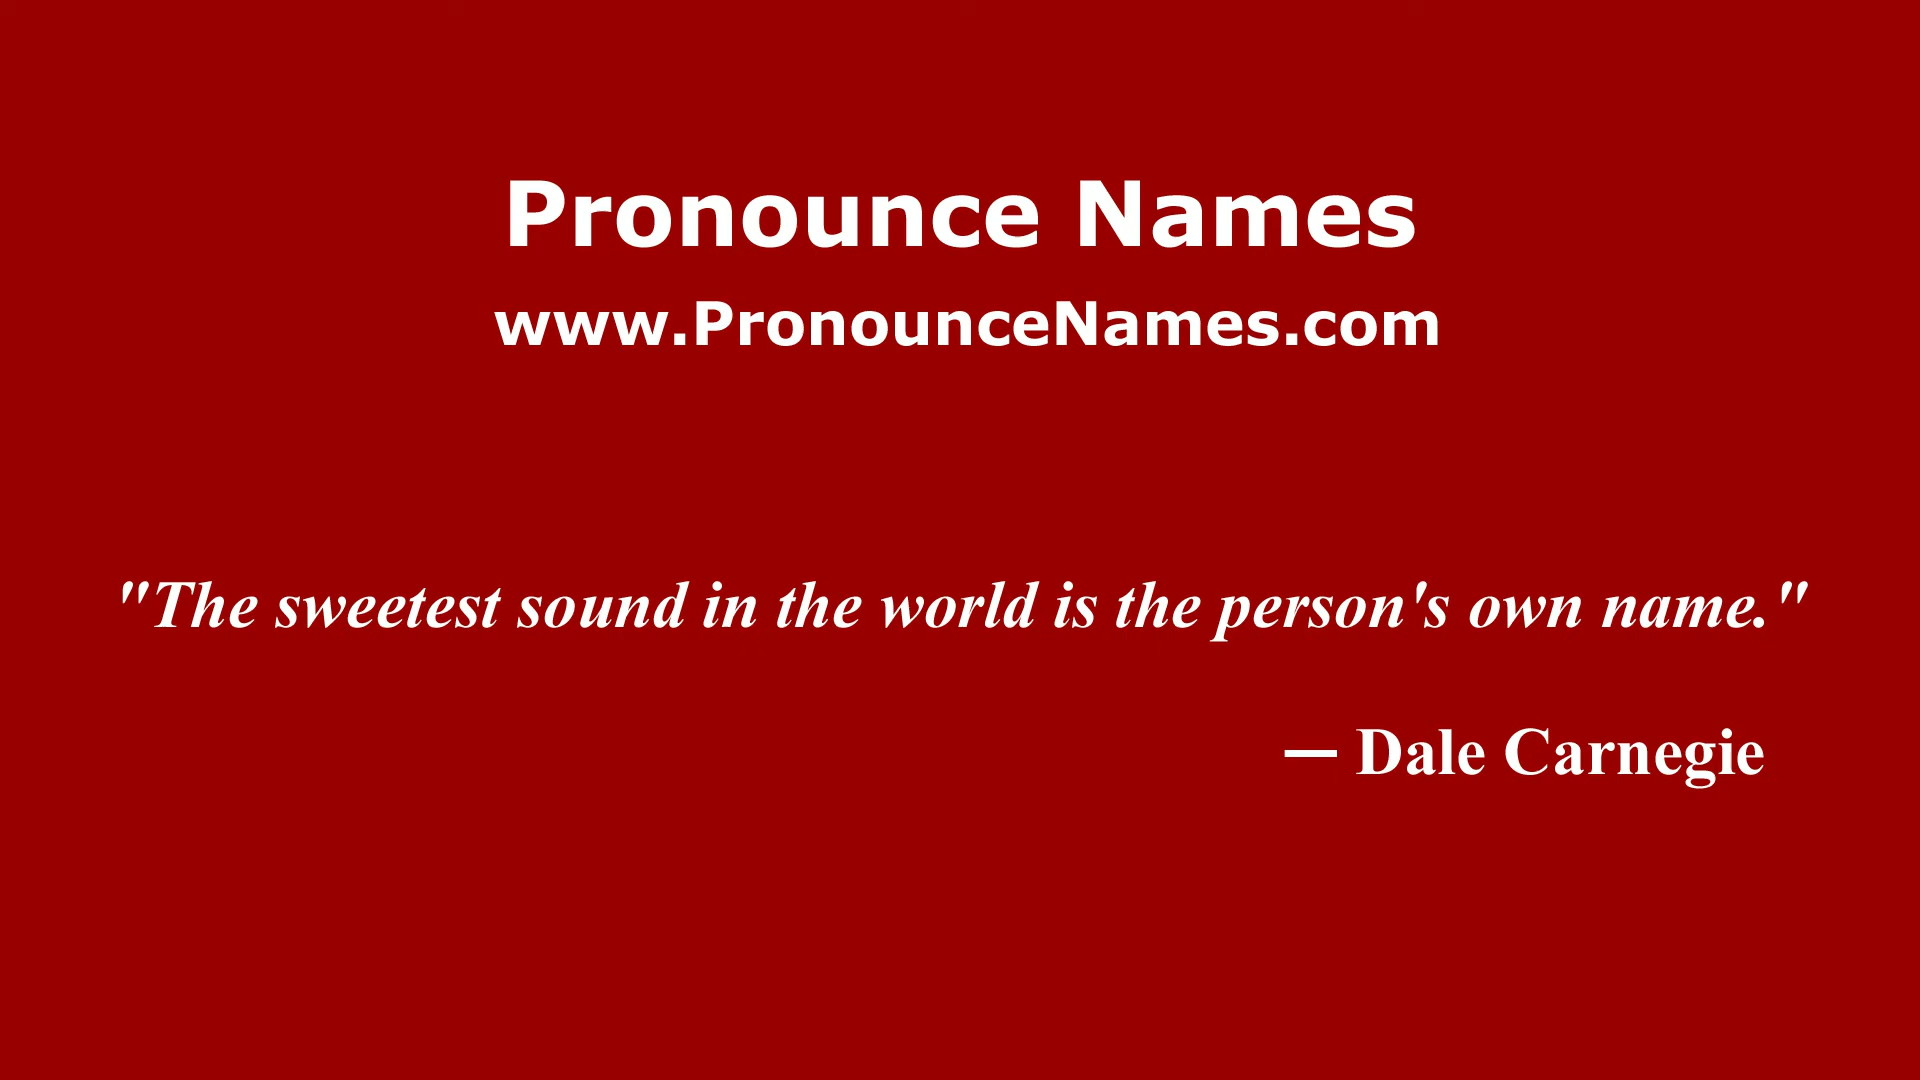 Pronounce Names
www.PronounceNames.com
"The sweetest sound in the world is the person's own name."
— Dale Carnegie